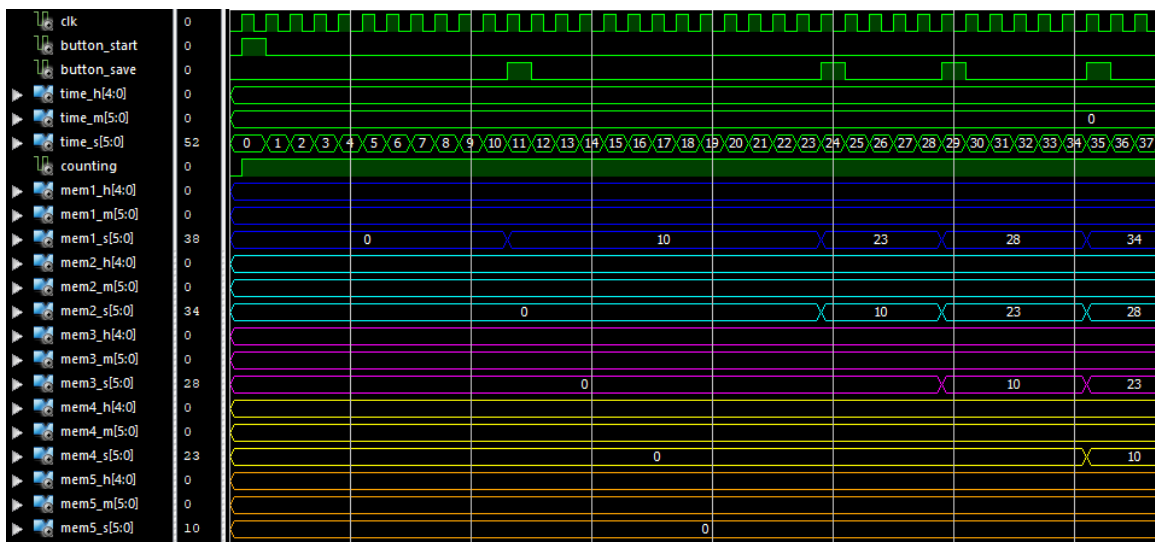 clk 0
button_start 0
button_save 0
time_h[4:0] 0
time_m[5:0] 0 0
time_s[5:0] 52 0 1 2 3 4 5 6 7 8 9 10 11 12 13 14 15 16 17 18 19 20 21 22 23 24 25 26 27 28 29 30 31 32 33 34 35 36 37
counting 0
mem1_h[4:0] 0
mem1_m[5:0] 0
mem1_s[5:0] 38 0 10 23 28 34
mem2_h[4:0] 0
mem2_m[5:0] 0
mem2_s[5:0] 34 0 10 23 28
mem3_h[4:0] 0
mem3_m[5:0] 0
mem3_s[5:0] 28 0 10 23
mem4_h[4:0] 0
mem4_m[5:0] 0
mem4_s[5:0] 23 0 10
mem5_h[4:0] 0
mem5_m[5:0] 0
mem5_s[5:0] 10 0